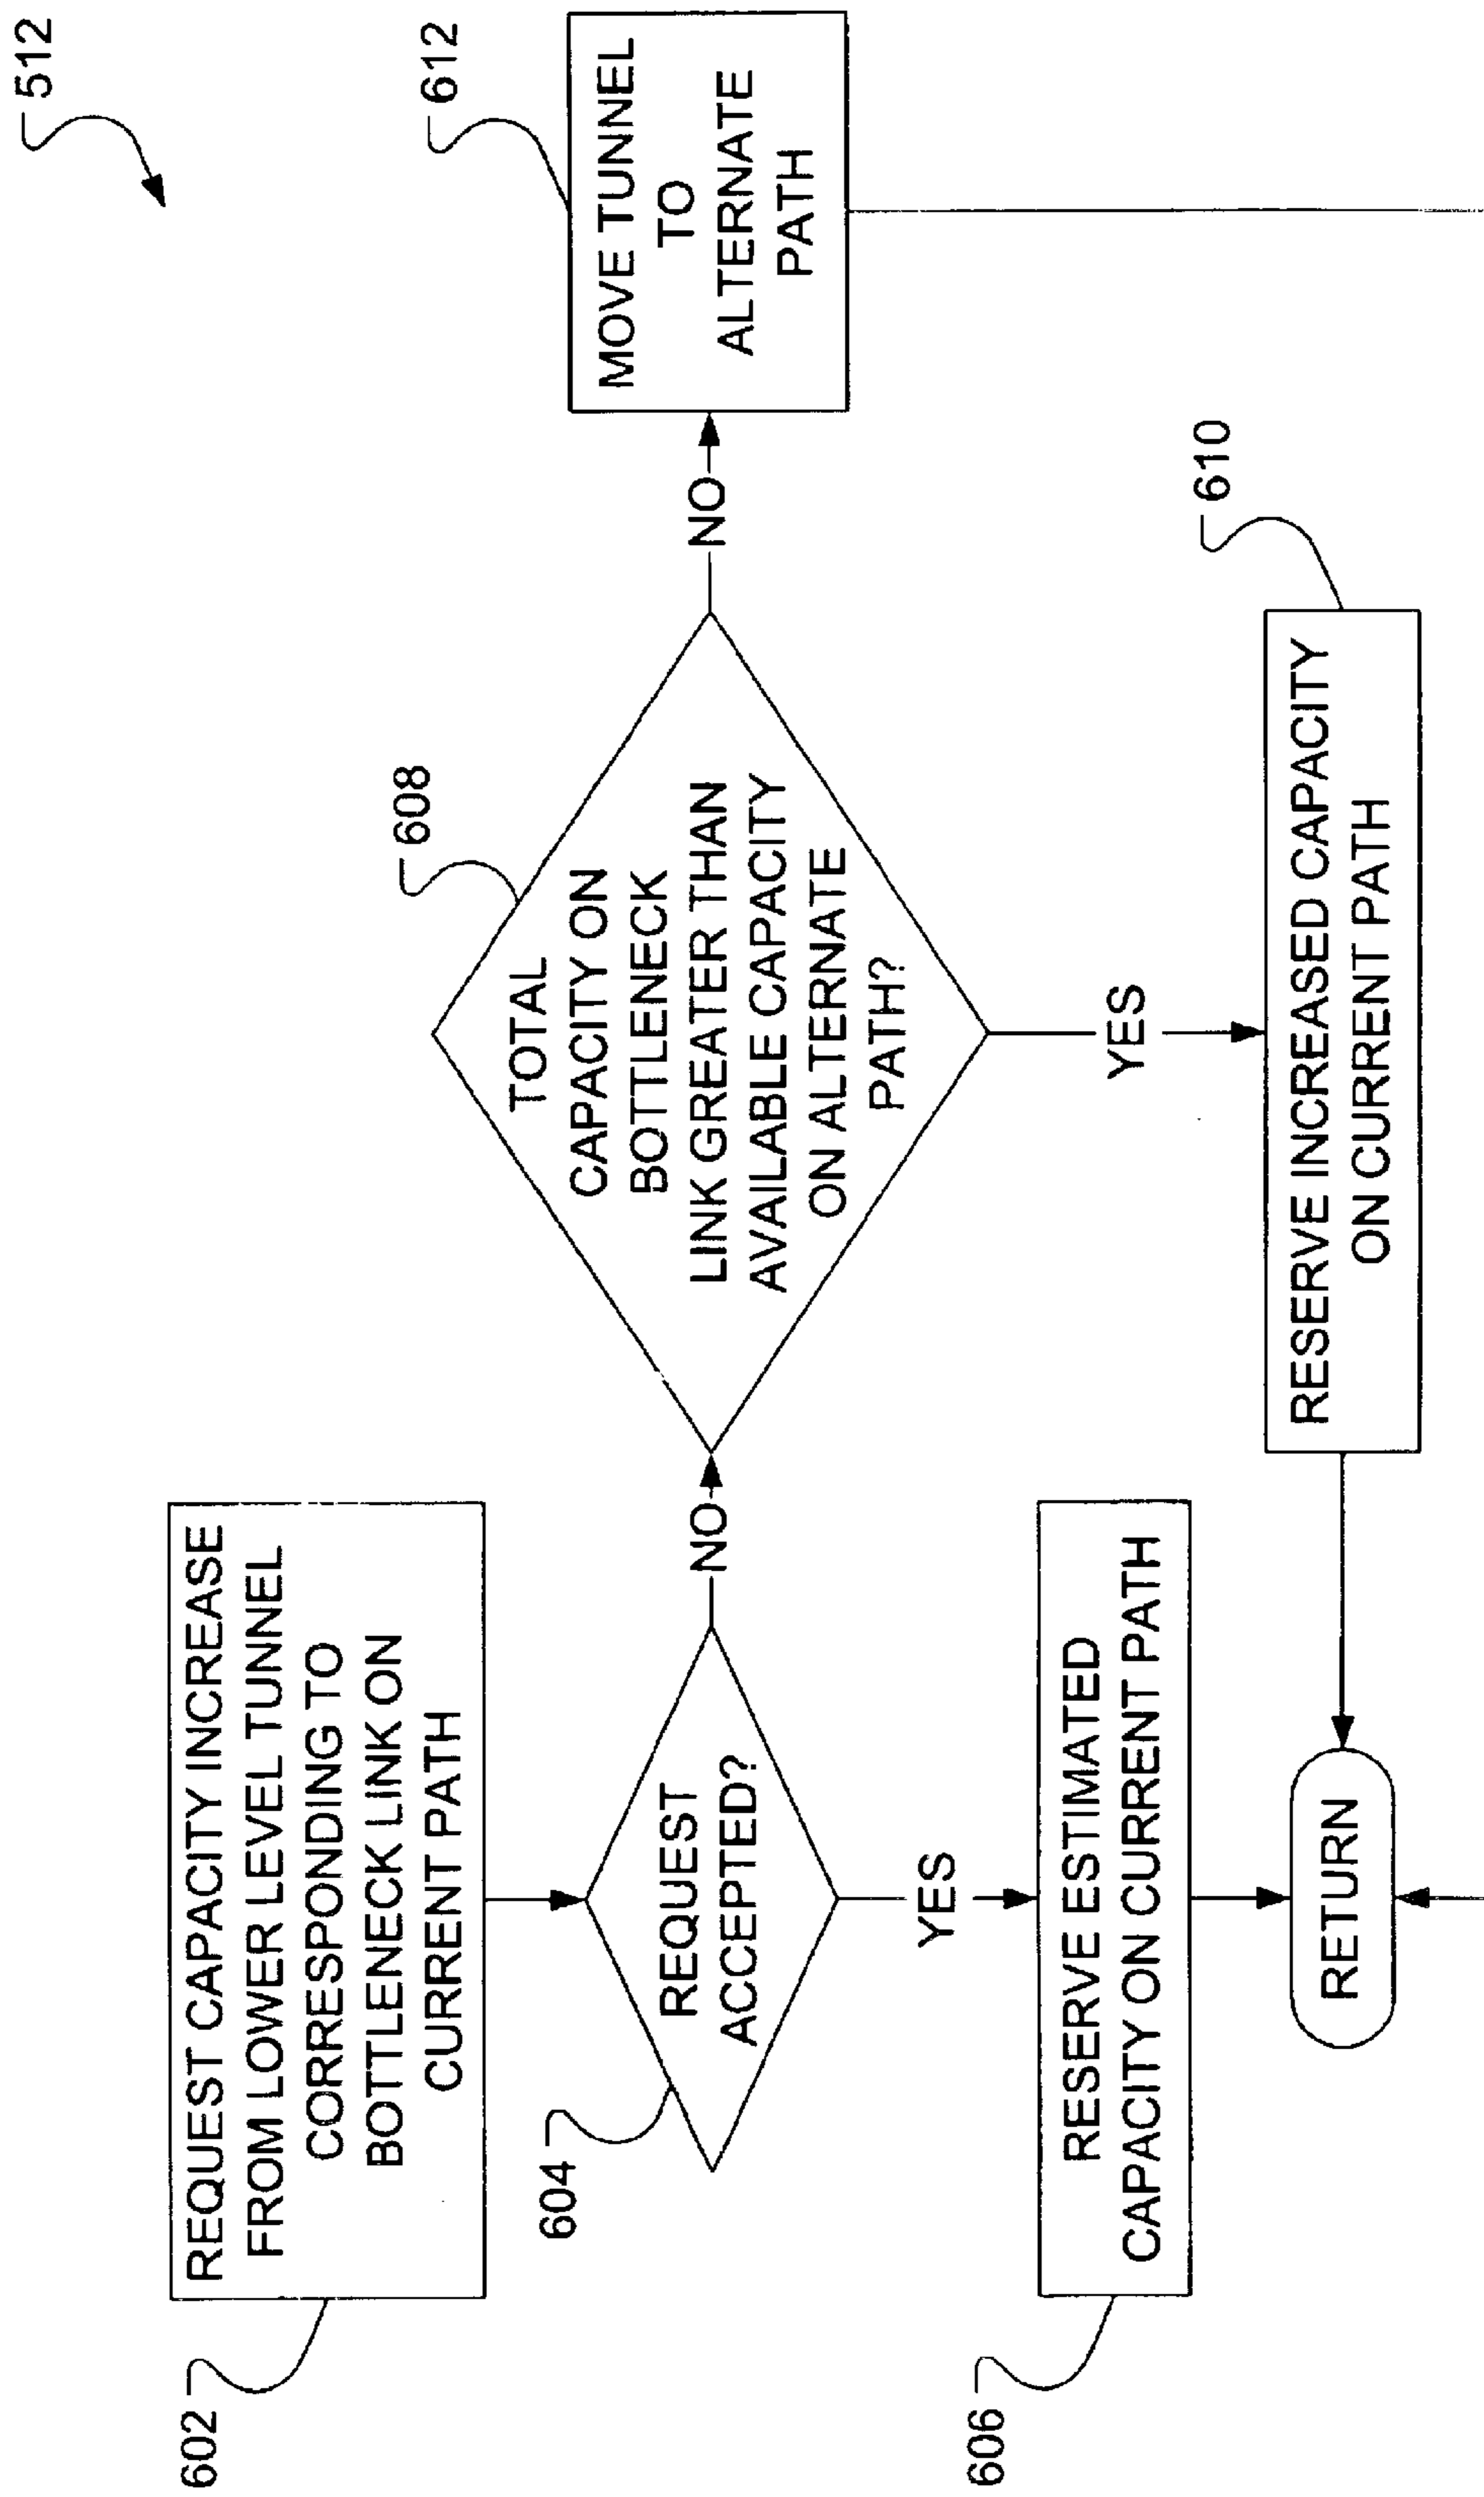 512
602
REQUEST CAPACITY INCREASE
FROM LOWER LEVEL TUNNEL
CORRESPONDING TO
BOTTLENECK LINK ON
CURRENT PATH
604
REQUEST
ACCEPTED?
NO
608
TOTAL
CAPACITY ON
BOTTLENECK
LINK GREATER THAN
AVAILABLE CAPACITY
ON ALTERNATE
PATH?
NO
612
MOVE TUNNEL
TO
ALTERNATE
PATH
YES
606
RESERVE ESTIMATED
CAPACITY ON CURRENT PATH
YES
610
RESERVE INCREASED CAPACITY
ON CURRENT PATH
RETURN